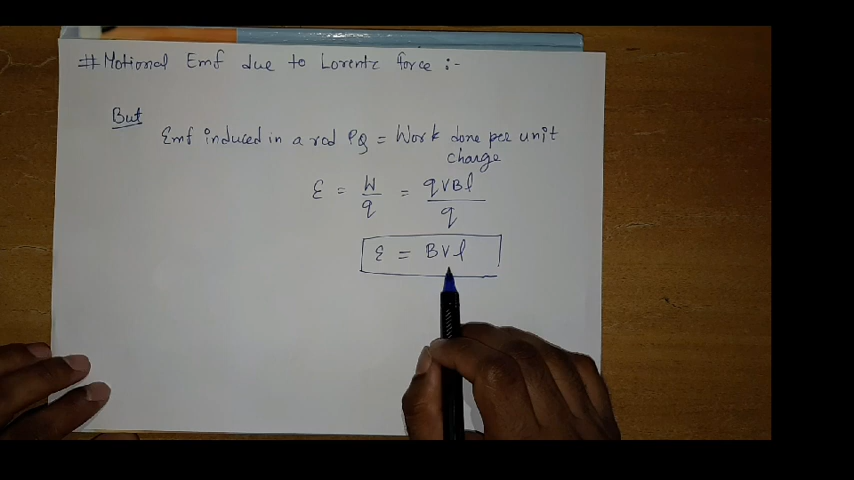 # Motional Emf due to Lorentz force :-
But
Emf induced in a rod PQ = Work done per unit
charge
ε = W/q = qVBl/q
ε = BVl